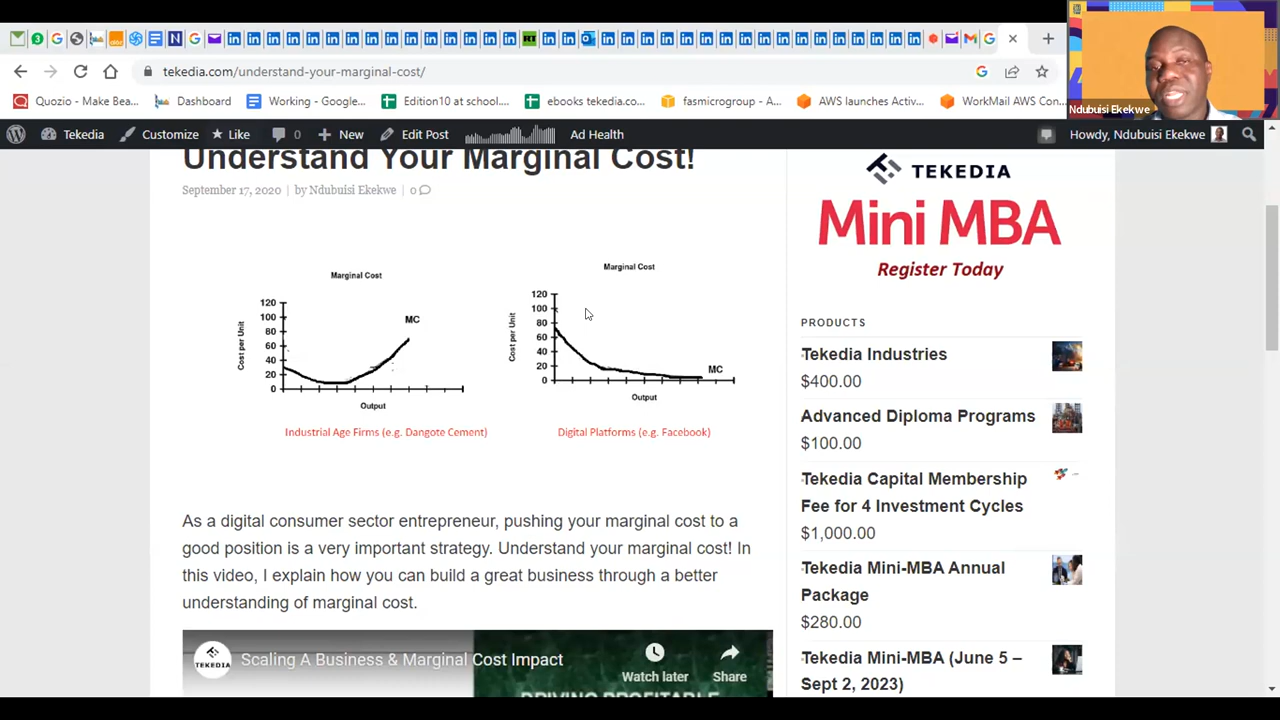 tekedia.com/understand-your-marginal-cost/
Ndubuisi Ekekwe
Quozio - Make Bea...
Dashboard
Working - Google...
Edition10 at school....
ebooks tekedia.co...
fasmicrogroup - A...
AWS launches Activ...
WorkMail AWS Con...
Tekedia
Customize
Like
0
New
Edit Post
Ad Health
Howdy, Ndubuisi Ekekwe
Understand Your Marginal Cost!
September 17, 2020 | by Ndubuisi Ekekwe | 0
Marginal Cost
120
100
80
60
40
20
0
Cost per Unit
MC
Output
Industrial Age Firms (e.g. Dangote Cement)
Marginal Cost
120
100
80
60
40
20
0
Cost per Unit
MC
Output
Digital Platforms (e.g. Facebook)
As a digital consumer sector entrepreneur, pushing your marginal cost to a
good position is a very important strategy. Understand your marginal cost! In
this video, I explain how you can build a great business through a better
understanding of marginal cost.
TEKEDIA
Scaling A Business & Marginal Cost Impact
Watch later
Share
DRIVING PROFITABLE
TEKEDIA
Mini MBA
Register Today
PRODUCTS
Tekedia Industries
$400.00
Advanced Diploma Programs
$100.00
Tekedia Capital Membership
Fee for 4 Investment Cycles
$1,000.00
Tekedia Mini-MBA Annual
Package
$280.00
Tekedia Mini-MBA (June 5 –
Sept 2, 2023)